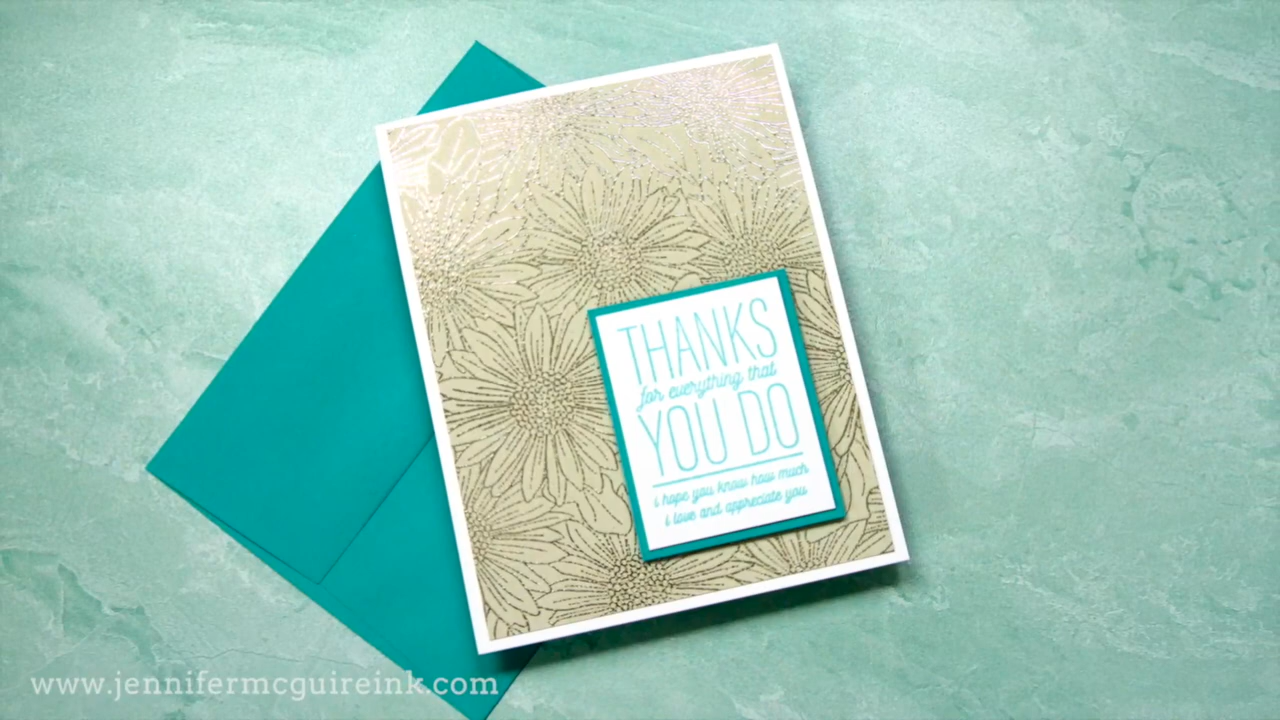 THANKS
for everything that
YOU DO
i hope you know how much
i love and appreciate you
www.jennifermcguireink.com